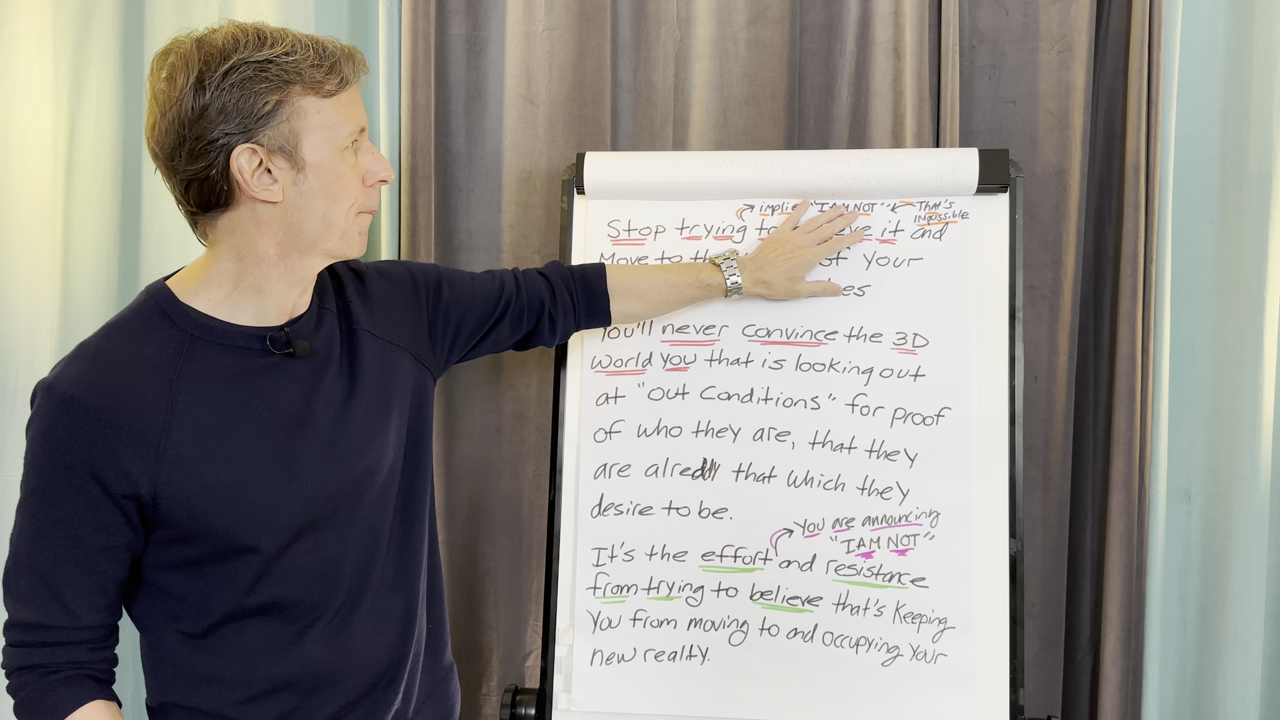 implies "I AM NOT" That's
impossible
Stop trying to it and
Move to of your
You'll never convince the 3D
world you that is looking out
at "out conditions" for proof
of who they are, that they
are already that which they
desire to be.
You are announcing
"I AM NOT"
It's the effort and resistance
from trying to believe that's keeping
you from moving to and occupying your
new reality.